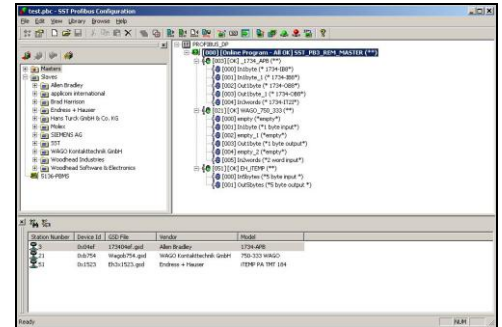 test.pbc - SST Profibus Configuration
File Edit View Library Browse Help
Masters
Slaves
Allen Bradley
applicom international
Brad Harrison
Endress + Hauser
Hans Turck GmbH & Co. KG
Molex
SIEMENS AG
SST
WAGO Kontakttechnik GmbH
Woodhead Industries
Woodhead Software & Electronics
5136-PBMS
PROFIBUS_DP
[000] [Online Program - All OK] SST_PB3_REM_MASTER (**)
[003] [OK] _1734_APB (**)
[000] In1byte (* 1734-IB8*)
[001] In1byte_1 (* 1734-IB8*)
[002] Out1byte (* 1734-OB8*)
[003] Out1byte_1 (* 1734-OB8*)
[004] In3words (* 1734-IT2I*)
[021] [OK] WAGO_750_333 (**)
[000] empty (*empty*)
[001] In1byte (*1 byte input*)
[002] empty_1 (*empty*)
[003] Out1byte (*1 byte output*)
[004] empty_2 (*empty*)
[005] In2words (*2 word input*)
[051] [OK] EH_ITEMP (**)
[000] In5bytes (*5 byte input *)
[001] Out5bytes (*5 byte output *)
Station Number Device Id GSD File Vendor Model
3 0x04ef 173404ef.gsd Allen Bradley 1734-APB
21 0xb754 Wagob754.gsd WAGO Kontakttechnik GmbH 750-333 WAGO
51 0x1523 Eh3x1523.gsd Endress + Hauser iTEMP PA TMT 184
Ready NUM